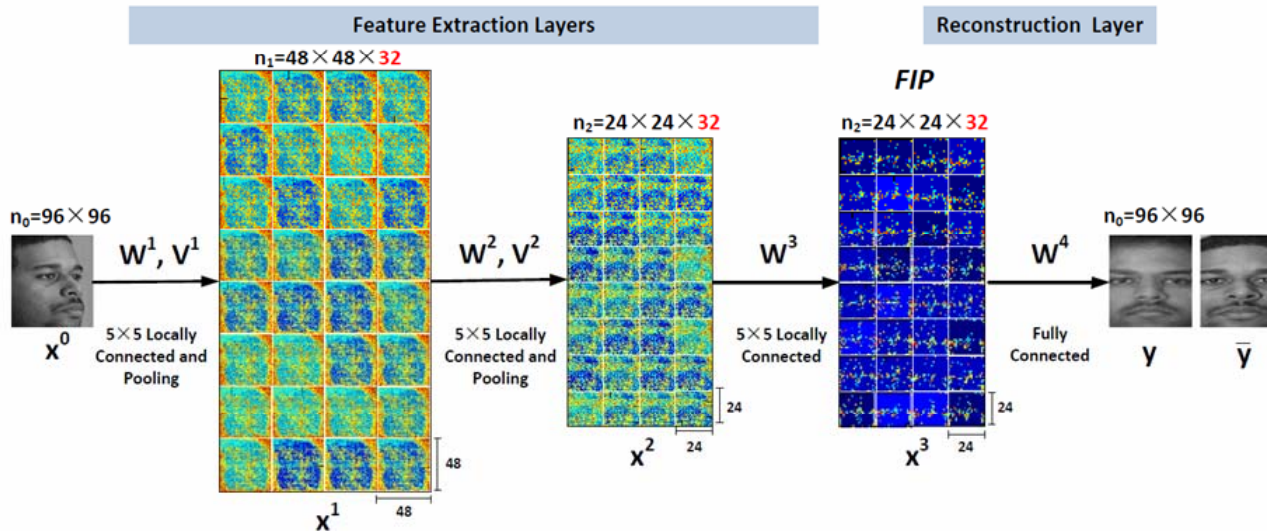 Feature Extraction Layers
Reconstruction Layer
n₁=48×48×32
FIP
n₂=24×24×32
n₂=24×24×32
n₀=96×96
n₀=96×96
W¹, V¹
W², V²
W³
W⁴
5×5 Locally
Connected and
Pooling
5×5 Locally
Connected and
Pooling
5×5 Locally
Connected
Fully
Connected
x⁰
y
ȳ
24
24
24
24
x²
x³
48
48
x¹